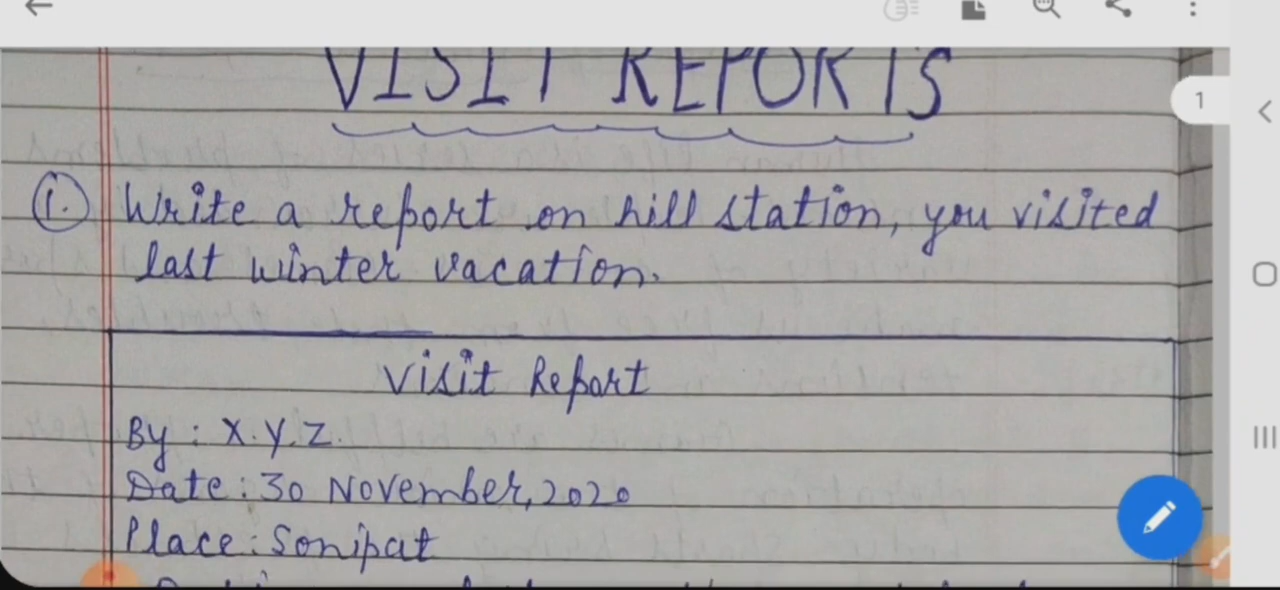 VISIT REPORTS
1
1. Write a report on hill station, you visited
last winter vacation.
Visit Report
By : X.Y.Z.
Date : 30 November, 2020
Place : Sonipat